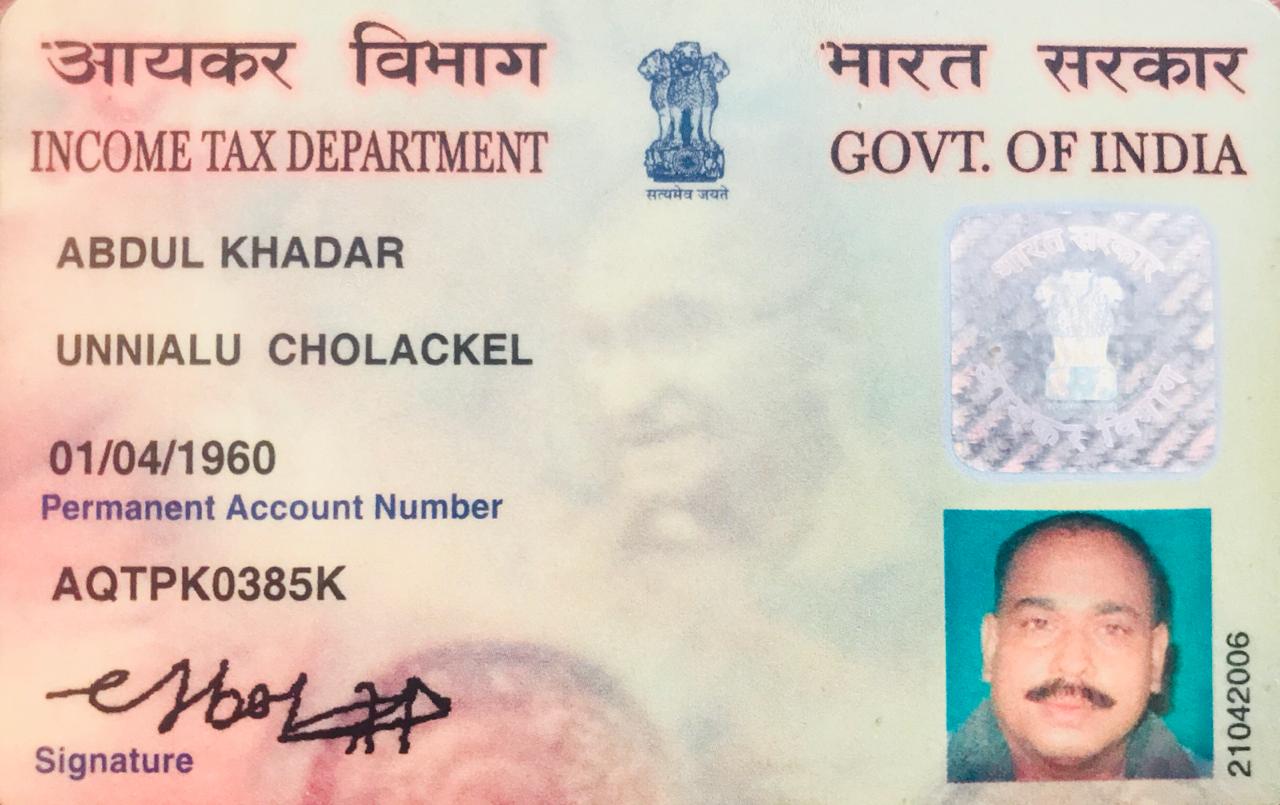 आयकर विभाग
INCOME TAX DEPARTMENT
सत्यमेव जयते
भारत सरकार
GOVT. OF INDIA
ABDUL KHADAR
UNNIALU CHOLACKEL
01/04/1960
Permanent Account Number
AQTPK0385K
Signature
भारत सरकार
आयकर विभाग
21042006